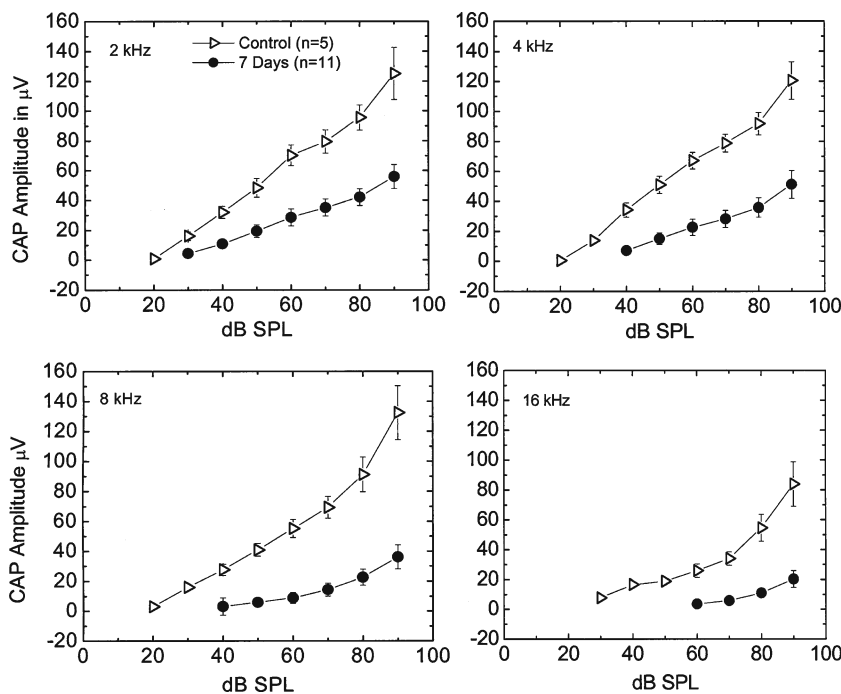 160
140
120
100
80
60
40
20
0
-20
2 kHz
Control (n=5)
7 Days (n=11)
CAP Amplitude in μV
0 20 40 60 80 100
dB SPL
160
140
120
100
80
60
40
20
0
-20
4 kHz
0 20 40 60 80 100
dB SPL
160
140
120
100
80
60
40
20
0
-20
8 kHz
CAP Amplitude μV
0 20 40 60 80 100
dB SPL
160
140
120
100
80
60
40
20
0
-20
16 kHz
0 20 40 60 80 100
dB SPL